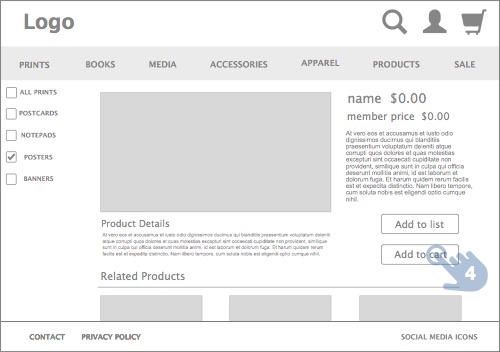 Logo
PRINTS BOOKS MEDIA ACCESSORIES APPAREL PRODUCTS SALE
ALL PRINTS
POSTCARDS
NOTEPADS
POSTERS
BANNERS
name $0.00
member price $0.00
At vero eos et accusamus et iusto odio
dignissimos ducimus qui blanditiis
praesentium voluptatum deleniti atque
corrupti quos dolores et quas molestias
excepturi sint occaecati cupiditate non
provident, similique sunt in culpa qui officia
deserunt mollitia animi, id est laborum et
dolorum fuga. Et harum quidem rerum facilis
est et expedita distinctio. Nam libero tempore,
cum soluta nobis est eligendi optio cumque
nihil.
Add to list
Add to cart
4
Product Details
At vero eos et accusamus et iusto odio dignissimos ducimus qui blanditiis praesentium voluptatum deleniti atque
corrupti quos dolores et quas molestias excepturi sint occaecati cupiditate non provident, similique
sunt in culpa qui officia deserunt mollitia animi, id est laborum et dolorum fuga. Et harum quidem
rerum facilis est et expedita distinctio. Nam libero tempore, cum soluta nobis est eligendi optio cumque nihil.
Related Products
CONTACT PRIVACY POLICY SOCIAL MEDIA ICONS